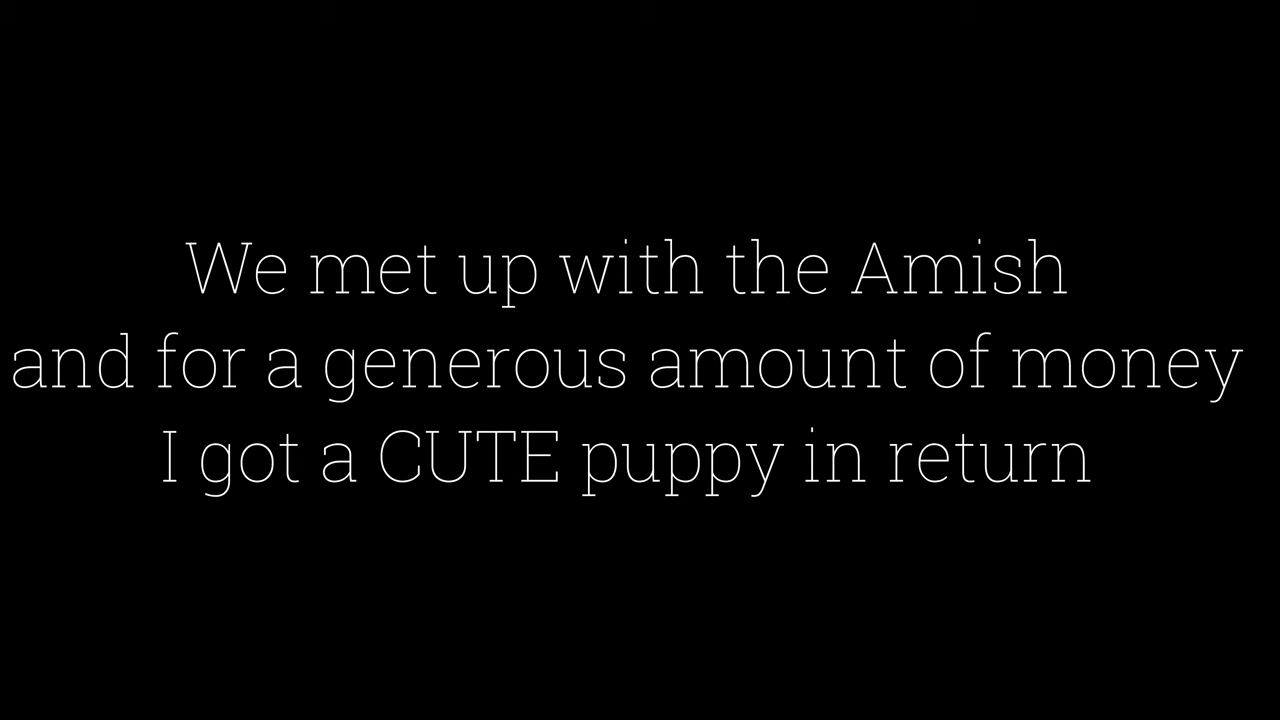 We met up with the Amish
and for a generous amount of money
I got a CUTE puppy in return